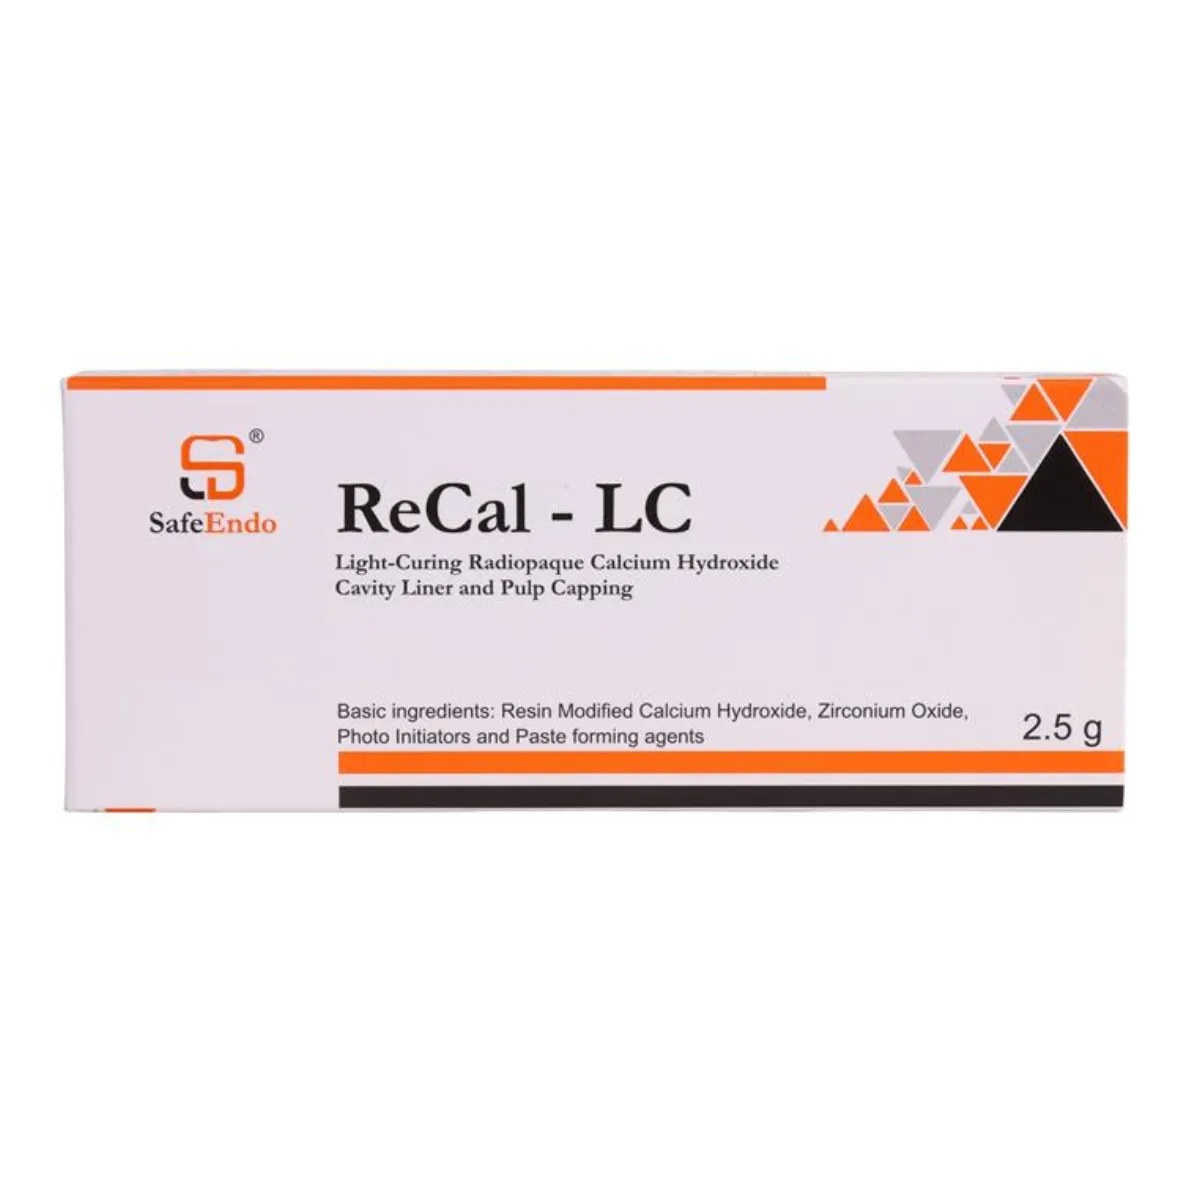 ®
SafeEndo
ReCal - LC
Light-Curing Radiopaque Calcium Hydroxide
Cavity Liner and Pulp Capping
Basic ingredients: Resin Modified Calcium Hydroxide, Zirconium Oxide,
Photo Initiators and Paste forming agents
2.5 g